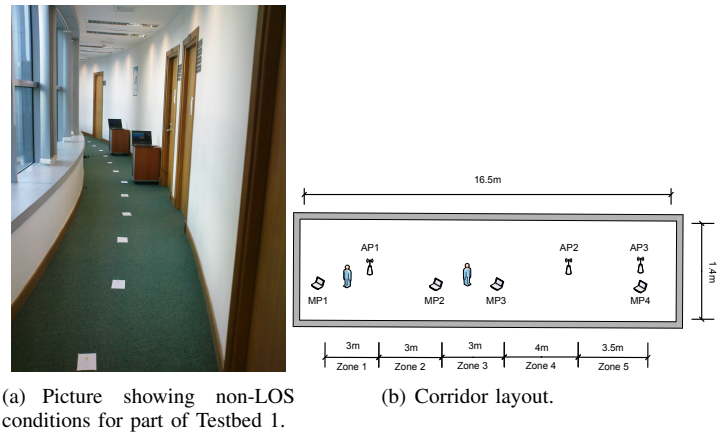 16.5m
AP1
AP2
AP3
MP1
MP2
MP3
MP4
1.4m
3m
3m
3m
4m
3.5m
Zone 1
Zone 2
Zone 3
Zone 4
Zone 5
(a) Picture showing non-LOS
conditions for part of Testbed 1.
(b) Corridor layout.